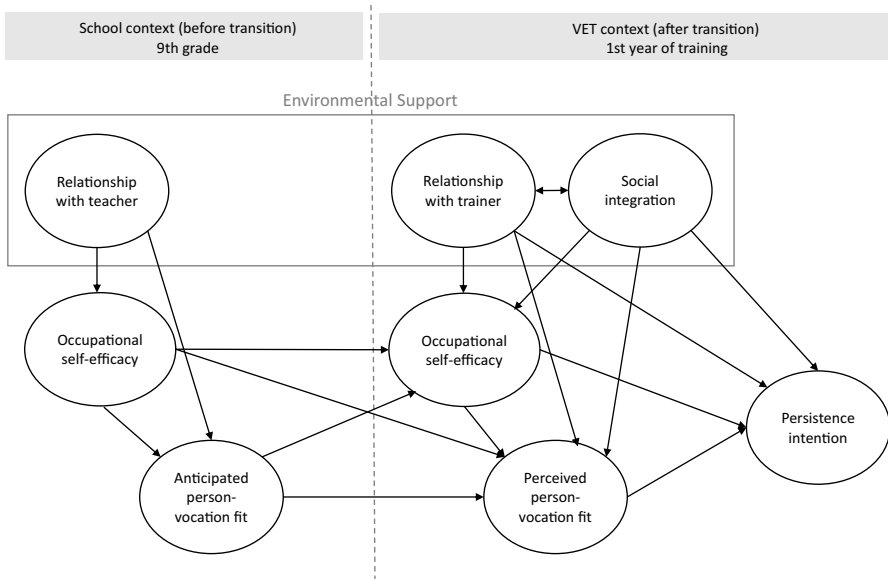 School context (before transition)
9th grade
VET context (after transition)
1st year of training
Environmental Support
Relationship
with teacher
Relationship
with trainer
Social
integration
Occupational
self-efficacy
Occupational
self-efficacy
Persistence
intention
Anticipated
person-
vocation fit
Perceived
person-
vocation fit